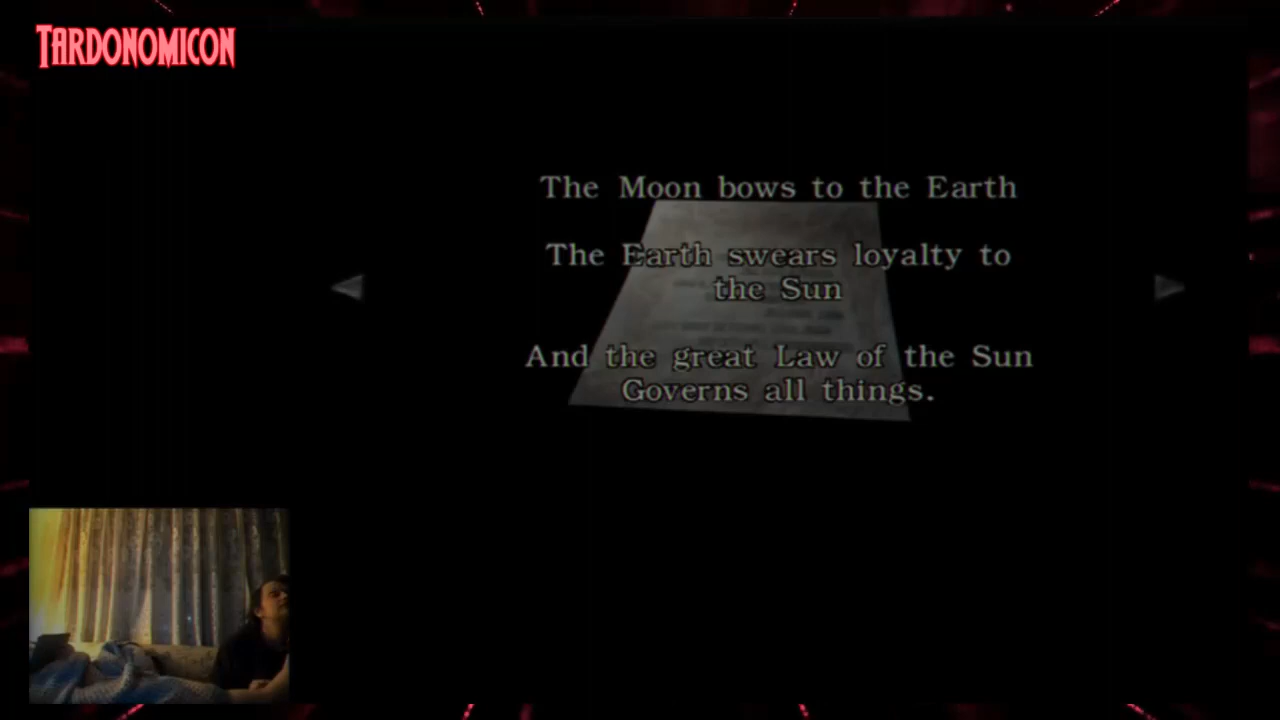 TARDONOMICON
The Moon bows to the Earth
The Earth swears loyalty to
the Sun
And the great Law of the Sun
Governs all things.